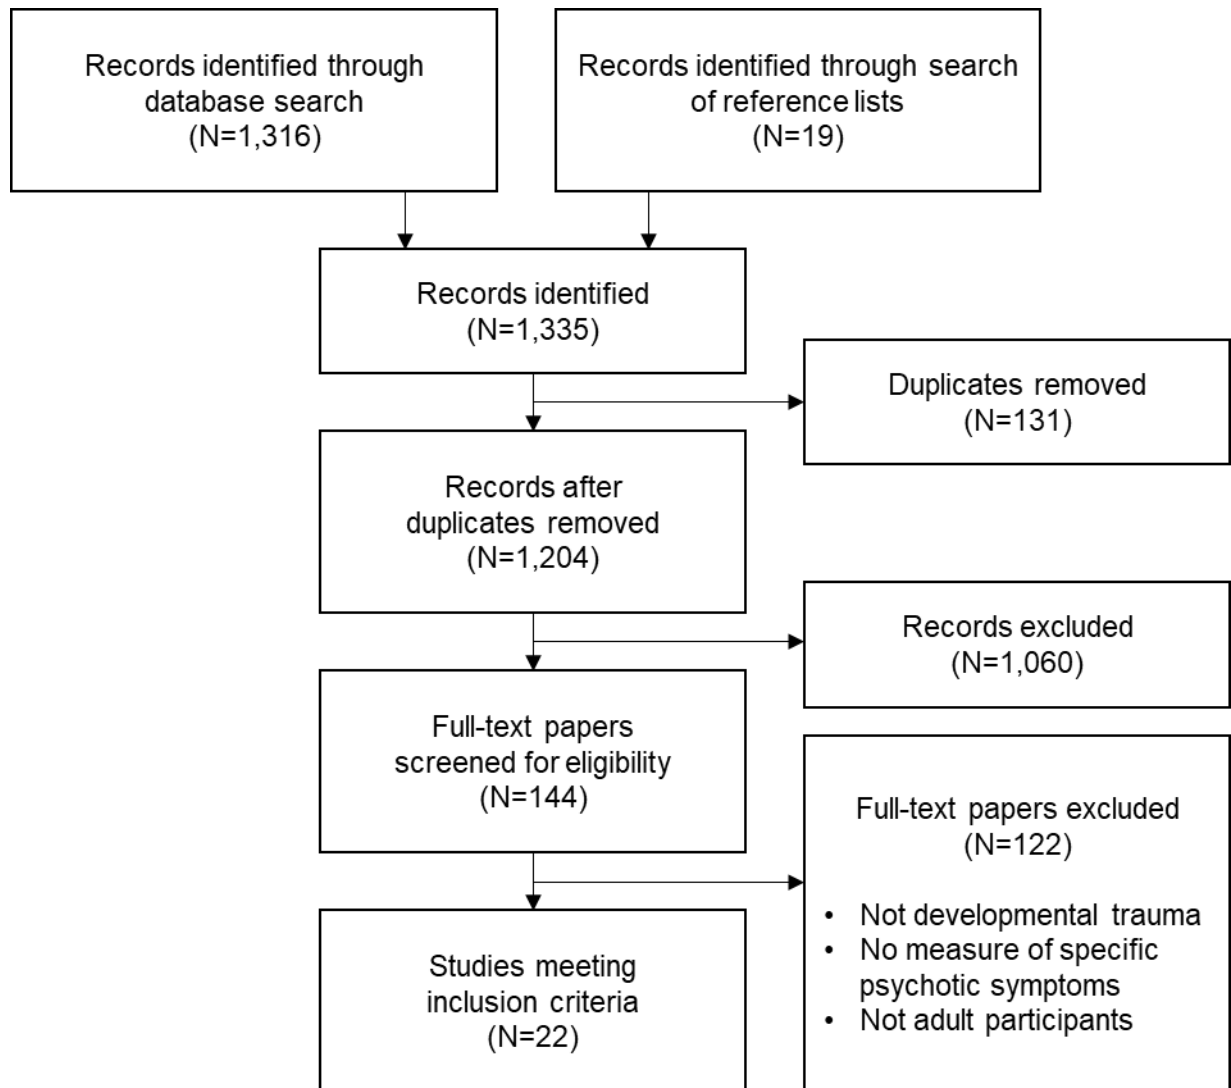 Records identified through
database search
(N=1,316)
Records identified through search
of reference lists
(N=19)
Records identified
(N=1,335)
Duplicates removed
(N=131)
Records after
duplicates removed
(N=1,204)
Records excluded
(N=1,060)
Full-text papers
screened for eligibility
(N=144)
Full-text papers excluded
(N=122)
• Not developmental trauma
• No measure of specific
psychotic symptoms
• Not adult participants
Studies meeting
inclusion criteria
(N=22)